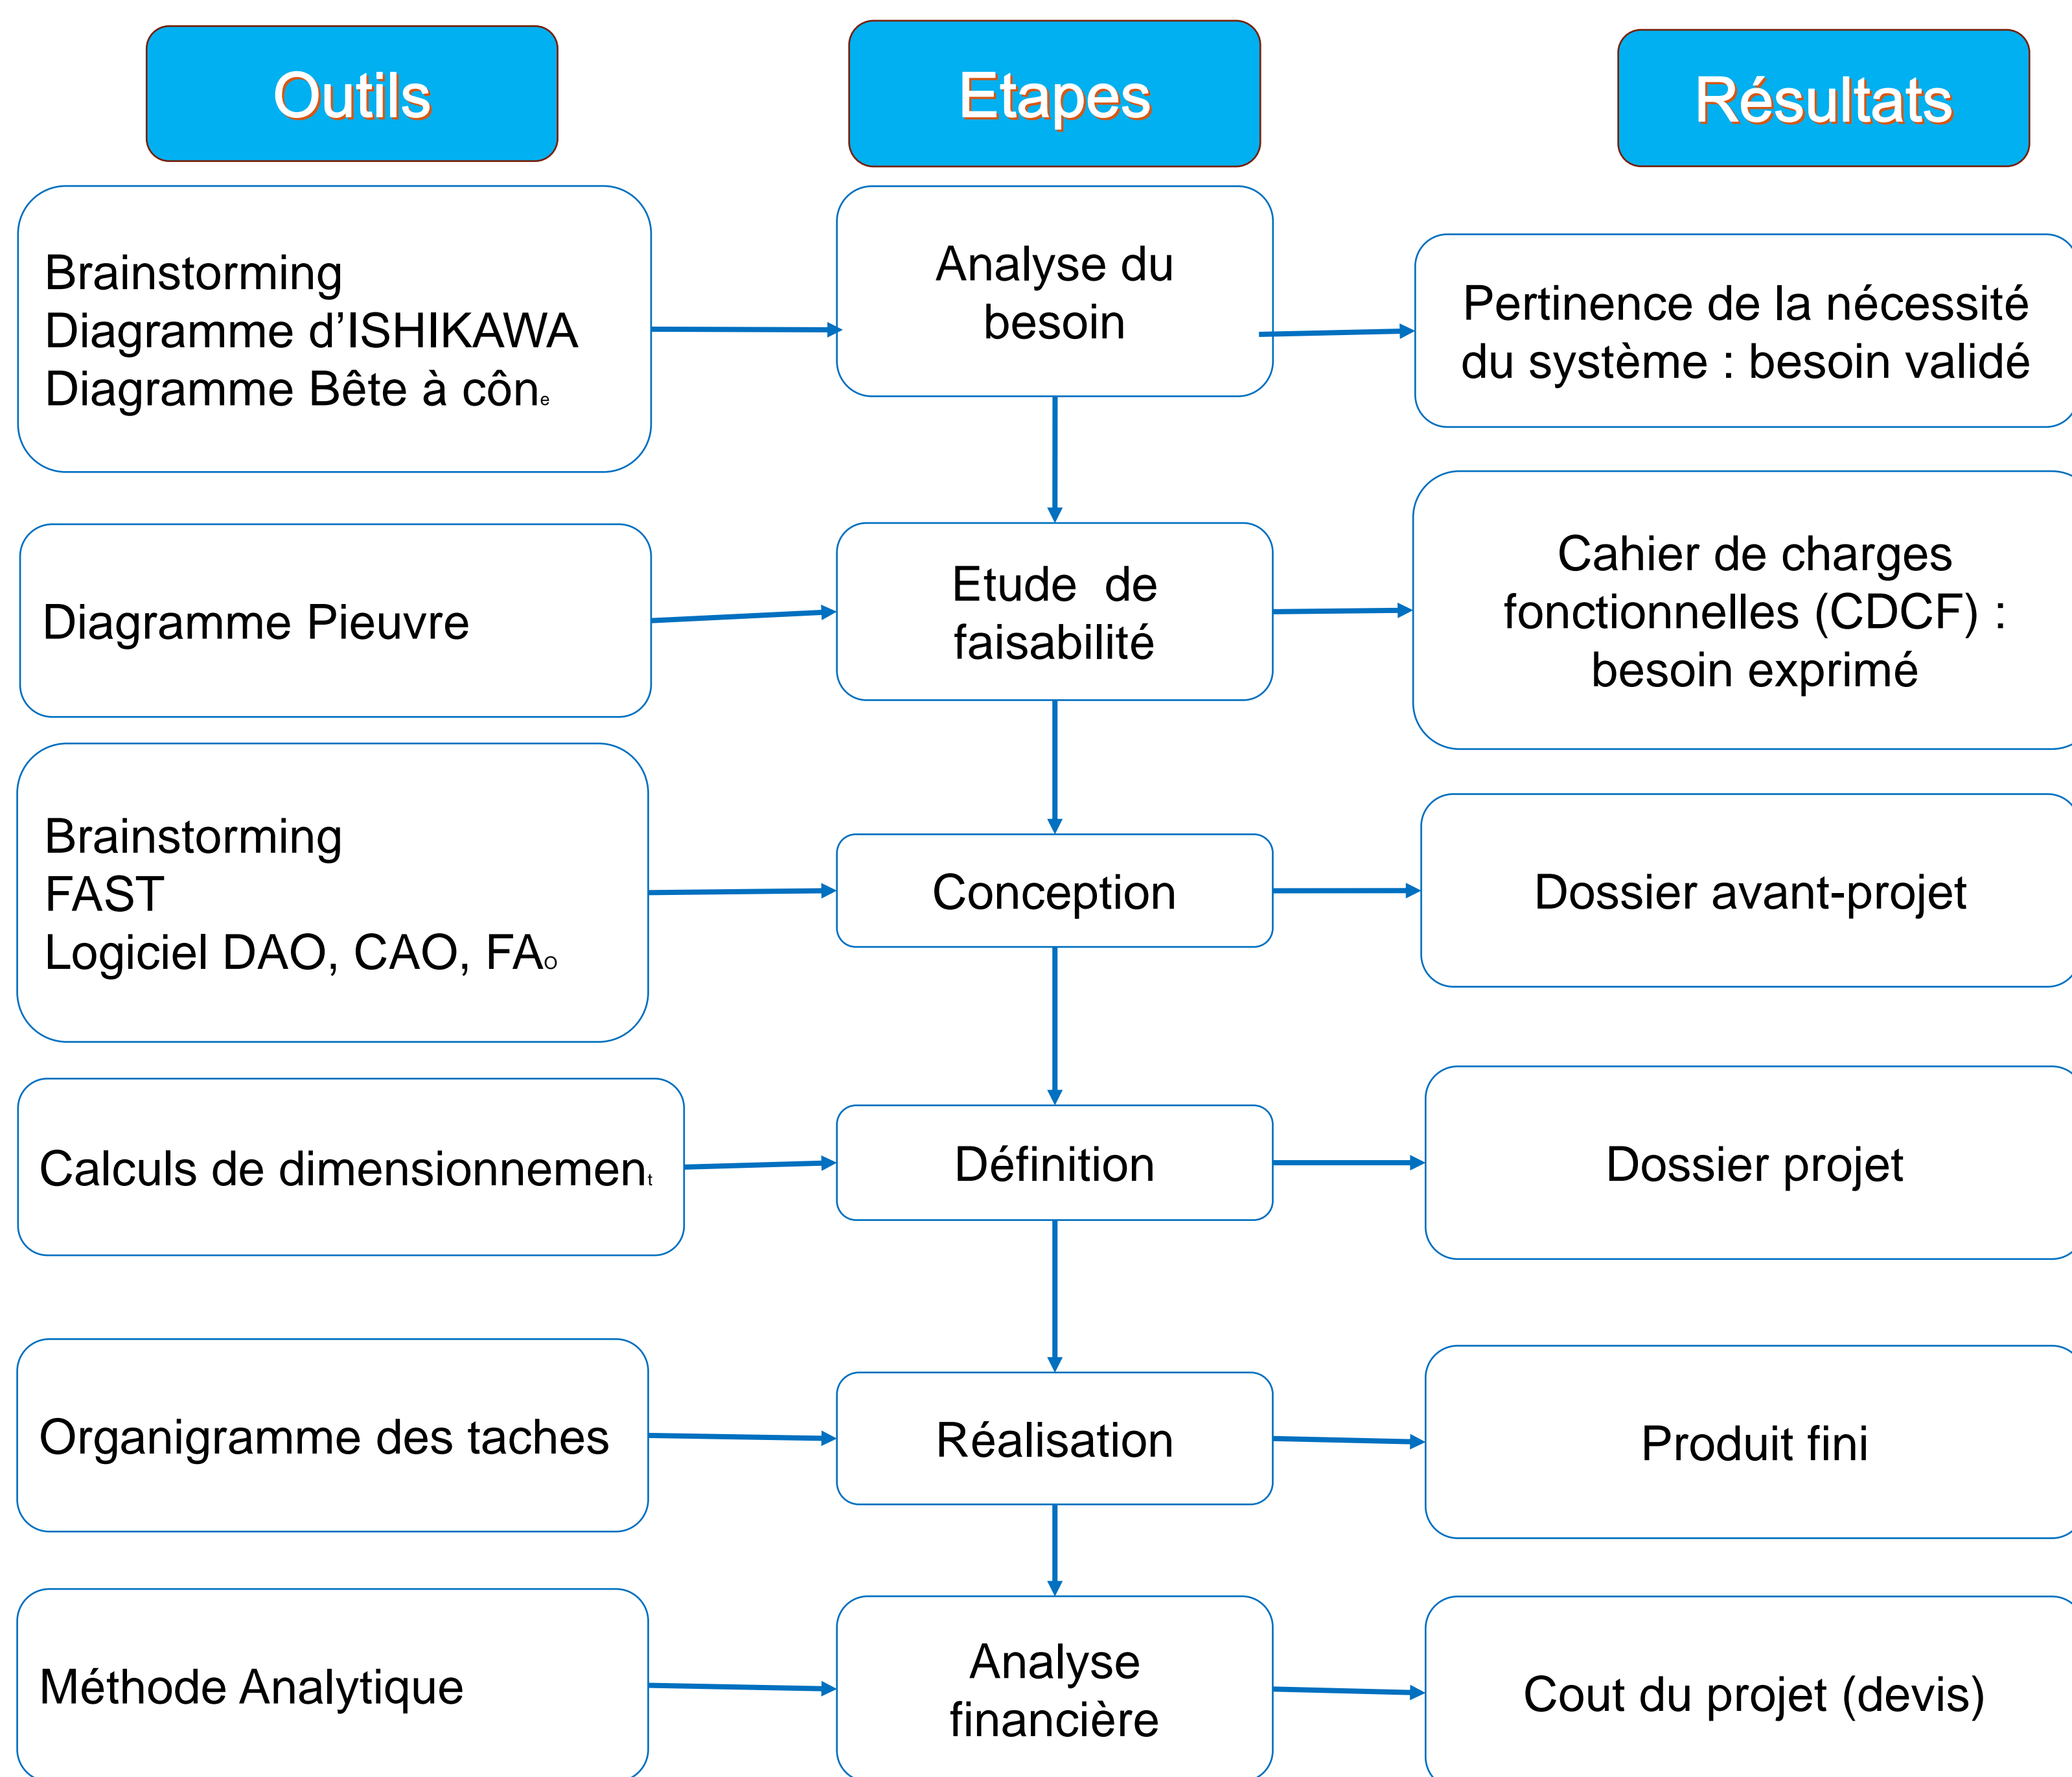 Outils
Etapes
Résultats
Brainstorming
Diagramme d’ISHIKAWA
Diagramme Bête à cône
Analyse du
besoin
Pertinence de la nécessité
du système : besoin validé
Diagramme Pieuvre
Etude de
faisabilité
Cahier de charges
fonctionnelles (CDCF) :
besoin exprimé
Brainstorming
FAST
Logiciel DAO, CAO, FAO
Conception
Dossier avant-projet
Calculs de dimensionnement
Définition
Dossier projet
Organigramme des taches
Réalisation
Produit fini
Méthode Analytique
Analyse
financière
Cout du projet (devis)